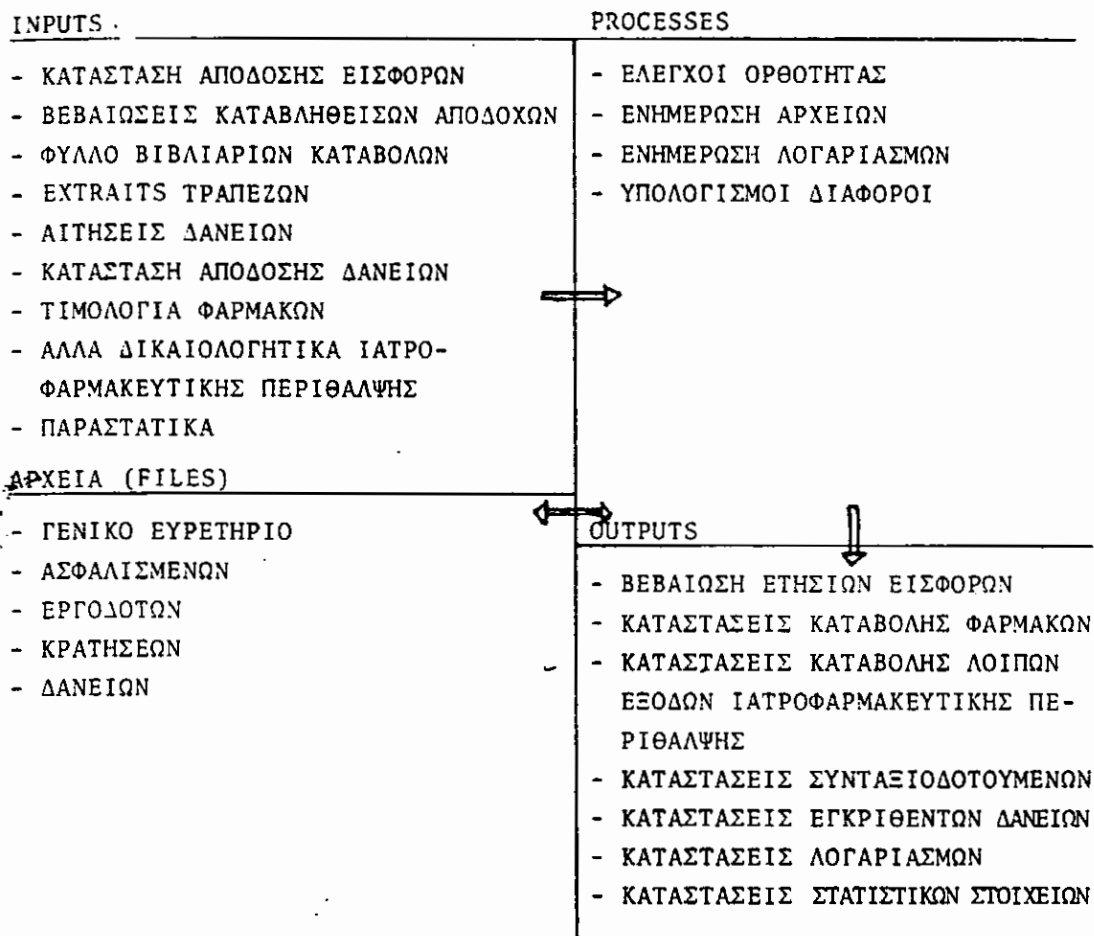 INPUTS
- ΚΑΤΑΣΤΑΣΗ ΑΠΟΔΟΣΗΣ ΕΙΣΦΟΡΩΝ
- ΒΕΒΑΙΩΣΕΙΣ ΚΑΤΑΒΛΗΘΕΙΣΩΝ ΑΠΟΔΟΧΩΝ
- ΦΥΛΛΟ ΒΙΒΛΙΑΡΙΩΝ ΚΑΤΑΒΟΛΩΝ
- EXTRAITS ΤΡΑΠΕΖΩΝ
- ΑΙΤΗΣΕΙΣ ΔΑΝΕΙΩΝ
- ΚΑΤΑΣΤΑΣΗ ΑΠΟΔΟΣΗΣ ΔΑΝΕΙΩΝ
- ΤΙΜΟΛΟΓΙΑ ΦΑΡΜΑΚΩΝ
- ΑΛΛΑ ΔΙΚΑΙΟΛΟΓΗΤΙΚΑ ΙΑΤΡΟ-
ΦΑΡΜΑΚΕΥΤΙΚΗΣ ΠΕΡΙΘΑΛΨΗΣ
- ΠΑΡΑΣΤΑΤΙΚΑ
PROCESSES
- ΕΛΕΓΧΟΙ ΟΡΘΟΤΗΤΑΣ
- ΕΝΗΜΕΡΩΣΗ ΑΡΧΕΙΩΝ
- ΕΝΗΜΕΡΩΣΗ ΛΟΓΑΡΙΑΣΜΩΝ
- ΥΠΟΛΟΓΙΣΜΟΙ ΔΙΑΦΟΡΟΙ
ΑΡΧΕΙΑ (FILES)
- ΓΕΝΙΚΟ ΕΥΡΕΤΗΡΙΟ
- ΑΣΦΑΛΙΣΜΕΝΩΝ
- ΕΡΓΟΔΟΤΩΝ
- ΚΡΑΤΗΣΕΩΝ
- ΔΑΝΕΙΩΝ
OUTPUTS
- ΒΕΒΑΙΩΣΗ ΕΤΗΣΙΩΝ ΕΙΣΦΟΡΩΝ
- ΚΑΤΑΣΤΑΣΕΙΣ ΚΑΤΑΒΟΛΗΣ ΦΑΡΜΑΚΩΝ
- ΚΑΤΑΣΤΑΣΕΙΣ ΚΑΤΑΒΟΛΗΣ ΛΟΙΠΩΝ
ΕΞΟΔΩΝ ΙΑΤΡΟΦΑΡΜΑΚΕΥΤΙΚΗΣ ΠΕ-
ΡΙΘΑΛΨΗΣ
- ΚΑΤΑΣΤΑΣΕΙΣ ΣΥΝΤΑΞΙΟΔΟΤΟΥΜΕΝΩΝ
- ΚΑΤΑΣΤΑΣΕΙΣ ΕΓΚΡΙΘΕΝΤΩΝ ΔΑΝΕΙΩΝ
- ΚΑΤΑΣΤΑΣΕΙΣ ΛΟΓΑΡΙΑΣΜΩΝ
- ΚΑΤΑΣΤΑΣΕΙΣ ΣΤΑΤΙΣΤΙΚΩΝ ΣΤΟΙΧΕΙΩΝ